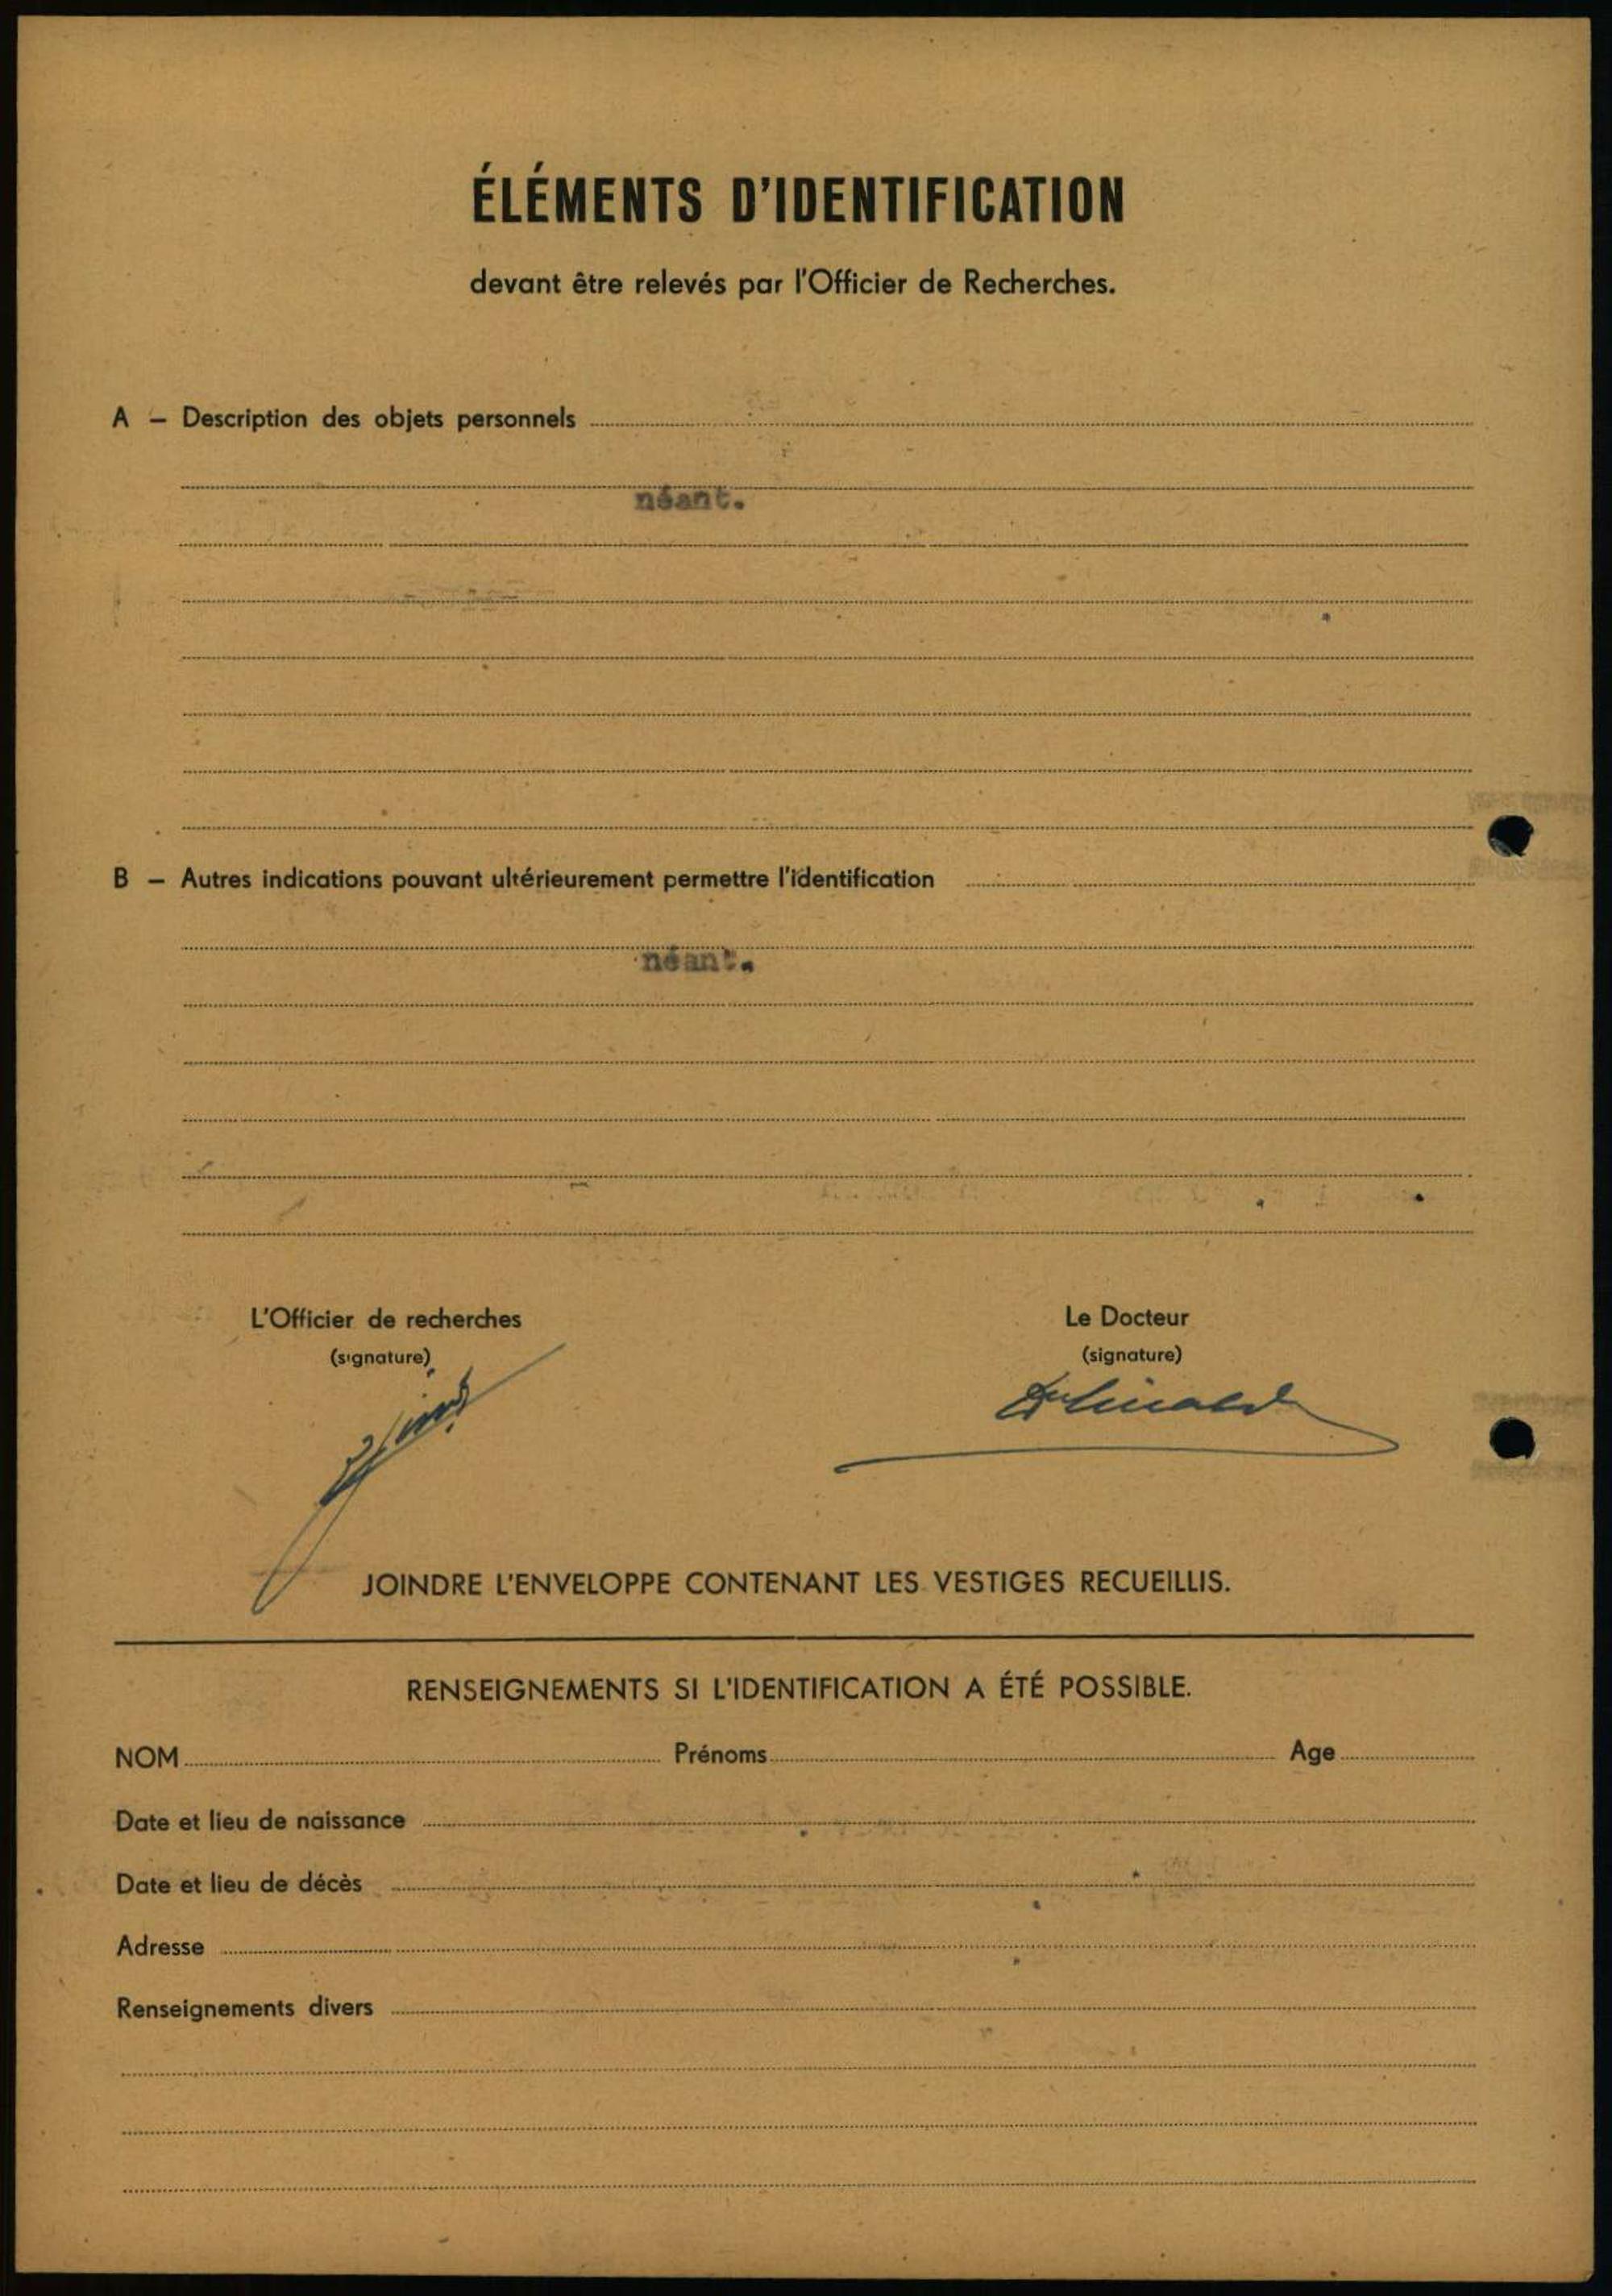 ÉLÉMENTS D'IDENTIFICATION
devant être relevés par l'Officier de Recherches.
A — Description des objets personnels
néant.
B — Autres indications pouvant ultérieurement permettre l'identification
néant.
L'Officier de recherches
(signature)
Le Docteur
(signature)
JOINDRE L'ENVELOPPE CONTENANT LES VESTIGES RECUEILLIS.
RENSEIGNEMENTS SI L'IDENTIFICATION A ÉTÉ POSSIBLE.
NOM Prénoms Age
Date et lieu de naissance
Date et lieu de décès
Adresse
Renseignements divers